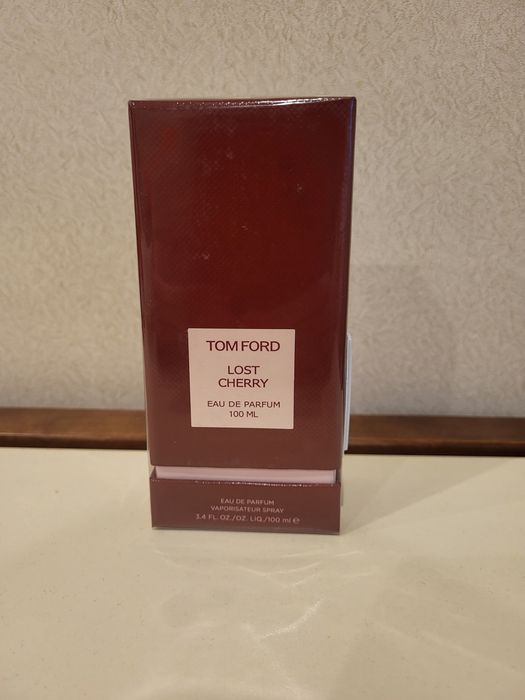 TOM FORD
LOST
CHERRY
EAU DE PARFUM
100 ML
EAU DE PARFUM
VAPORISATEUR SPRAY
3.4 FL. OZ./OZ. LIQ./100 ml ℮